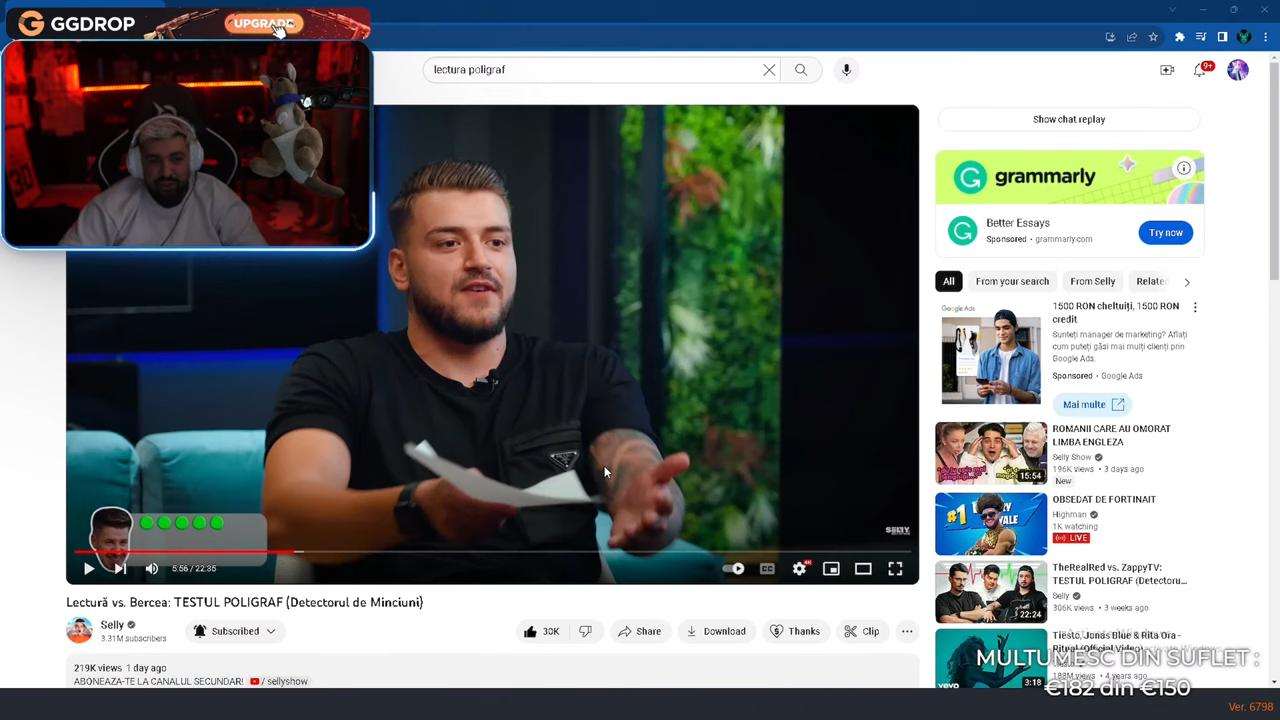 GGDROP
UPGRADE
lectura poligraf
9+
Show chat replay
grammarly
Better Essays
Sponsored • grammarly.com
Try now
All
From your search
From Selly
Related
Google Ads
1500 RON cheltuiți, 1500 RON
credit
Sunteți manager de marketing? Aflați
cum puteți găsi mai mulți clienți prin
Google Ads.
Sponsored • Google Ads
Mai multe
ROMANII CARE AU OMORAT
LIMBA ENGLEZA
Selly Show
196K views • 3 days ago
New
15:54
OBSEDAT DE FORTINAIT
Highman
1K watching
LIVE
#1
TheRealRed vs. ZappyTV:
TESTUL POLIGRAF (Detectoru...
Selly
306K views • 3 weeks ago
22:24
Tiësto, Jonas Blue & Rita Ora -
Ritual (Official Video)
4 years ago
vevo
3:18
SELLY
5:56 / 22:35
Lectură vs. Bercea: TESTUL POLIGRAF (Detectorul de Minciuni)
Selly
3.31M subscribers
Subscribed
30K
Share
Download
Thanks
Clip
219K views 1 day ago
ABONEAZA-TE LA CANALUL SECUNDAR!
/ sellyshow
MULTUMESC DIN SUFLET :
€182 din €150
Ver. 6798